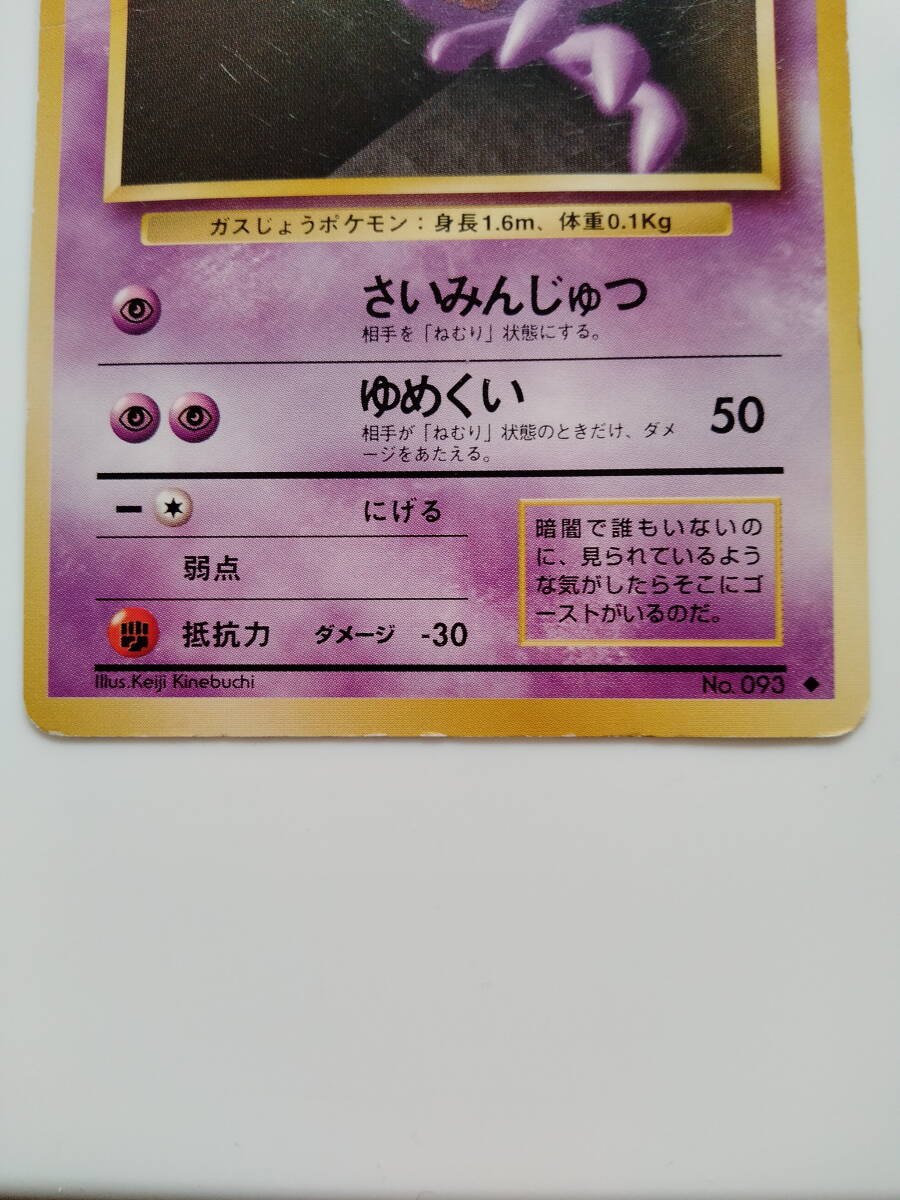 ガスじょうポケモン：身長1.6m、体重0.1Kg
さいみんじゅつ
相手を「ねむり」状態にする。
ゆめくい 50
相手が「ねむり」状態のときだけ、ダメ
ージをあたえる。
ー にげる
弱点
抵抗力 ダメージ -30
暗闇で誰もいないの
に、見られているよう
な気がしたらそこにゴ
ーストがいるのだ。
Illus.Keiji Kinebuchi
No. 093 ◆